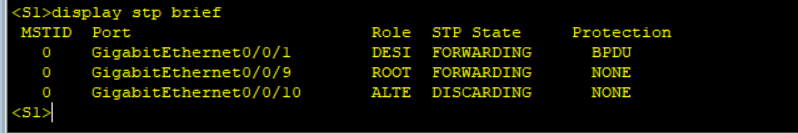 <S1>display stp brief
MSTID Port Role STP State Protection
0 GigabitEthernet0/0/1 DESI FORWARDING BPDU
0 GigabitEthernet0/0/9 ROOT FORWARDING NONE
0 GigabitEthernet0/0/10 ALTE DISCARDING NONE
<S1>